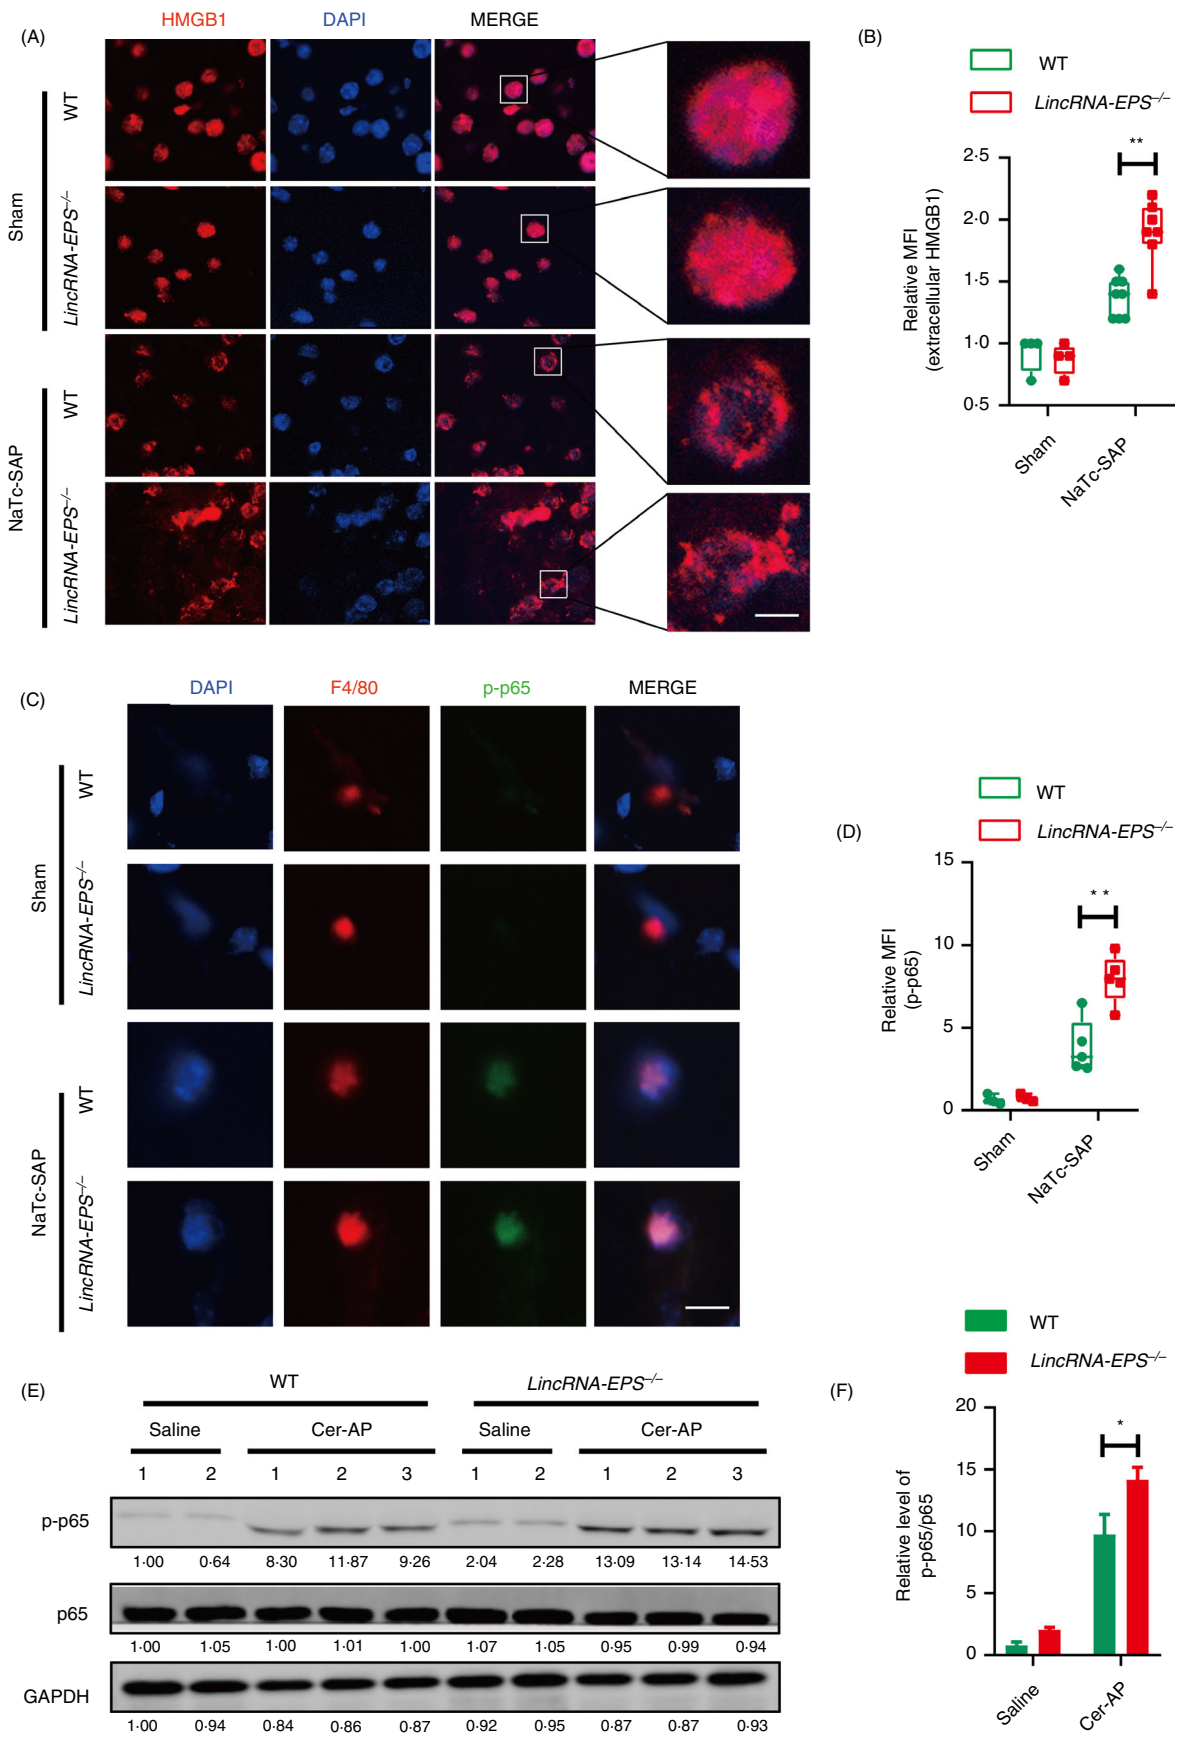 (A)
HMGB1 DAPI MERGE
Sham
WT
LincRNA-EPS–/–
NaTc-SAP
WT
LincRNA-EPS–/–
(B)
WT
LincRNA-EPS–/–
**
2·5
2·0
1·5
1·0
0·5
Relative MFI
(extracellular HMGB1)
Sham
NaTc-SAP
(C)
DAPI F4/80 p-p65 MERGE
Sham
WT
LincRNA-EPS–/–
NaTc-SAP
WT
LincRNA-EPS–/–
(D)
WT
LincRNA-EPS–/–
**
15
10
5
0
Relative MFI
(p-p65)
Sham
NaTc-SAP
(E)
WT LincRNA-EPS–/–
Saline Cer-AP Saline Cer-AP
1 2 1 2 3 1 2 1 2 3
p-p65
1·00 0·64 8·30 11·87 9·26 2·04 2·28 13·09 13·14 14·53
p65
1·00 1·05 1·00 1·01 1·00 1·07 1·05 0·95 0·99 0·94
GAPDH
1·00 0·94 0·84 0·86 0·87 0·92 0·95 0·87 0·87 0·93
(F)
WT
LincRNA-EPS–/–
*
20
15
10
5
0
Relative level of
p-p65/p65
Saline
Cer-AP